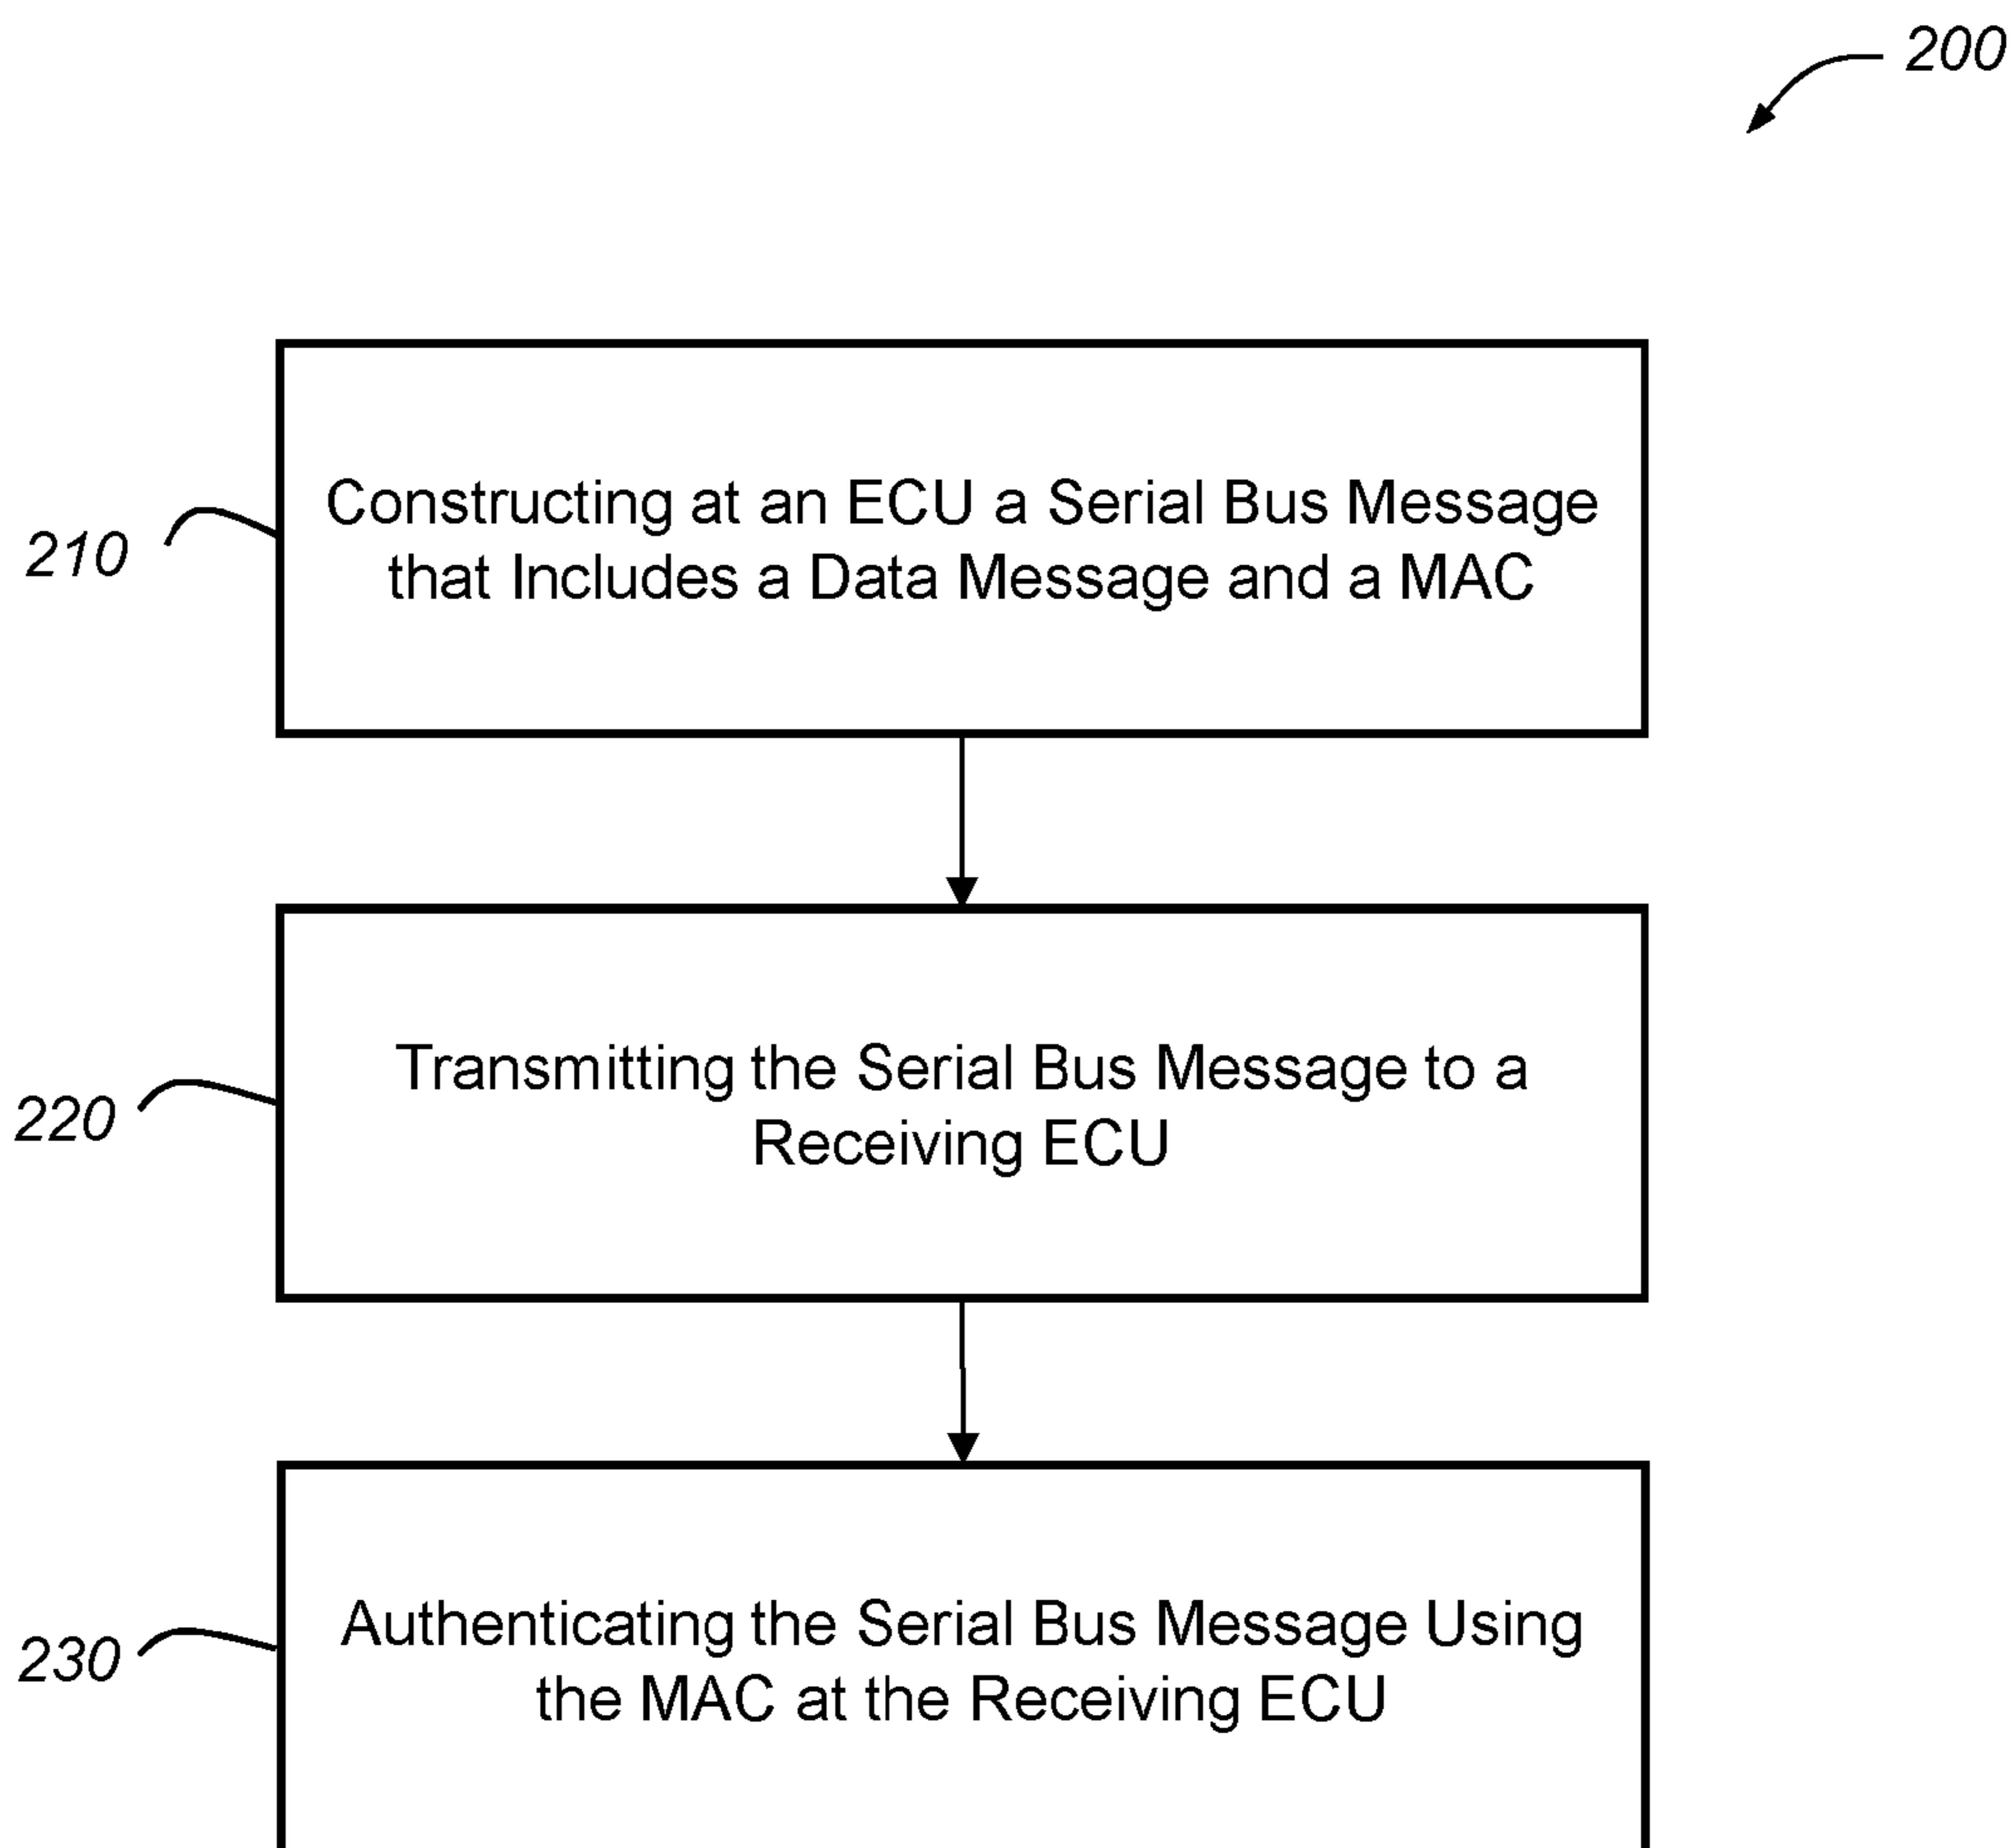 200
210
Constructing at an ECU a Serial Bus Message
that Includes a Data Message and a MAC
220
Transmitting the Serial Bus Message to a
Receiving ECU
230
Authenticating the Serial Bus Message Using
the MAC at the Receiving ECU